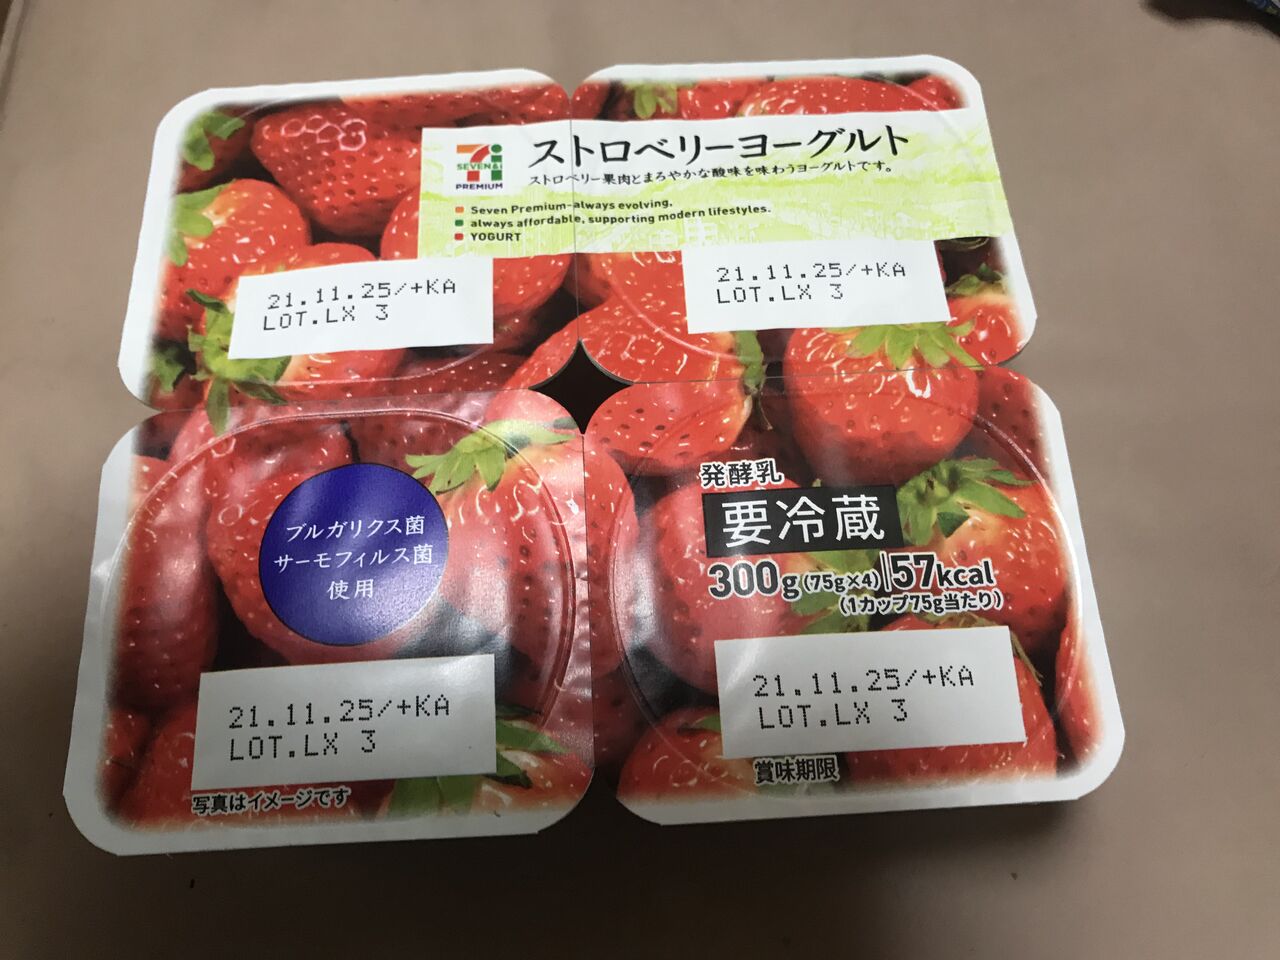 SEVEN&i
PREMIUM
ストロベリーヨーグルト
ストロベリー果肉とまろやかな酸味を味わうヨーグルトです。
Seven Premium-always evolving,
always affordable, supporting modern lifestyles.
YOGURT
21.11.25/+KA
LOT.LX 3
21.11.25/+KA
LOT.LX 3
ブルガリクス菌
サーモフィルス菌
使用
発酵乳
要冷蔵
300g(75g×4) 57kcal
(1カップ75g当たり)
21.11.25/+KA
LOT.LX 3
写真はイメージです
21.11.25/+KA
LOT.LX 3
賞味期限